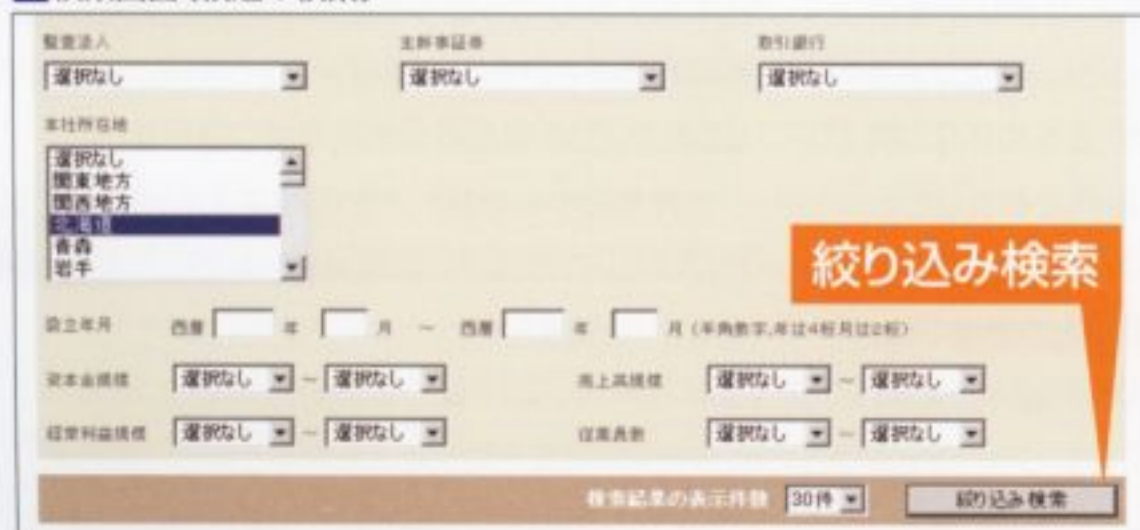 監査法人 主幹事証券 取引銀行
選択なし 選択なし 選択なし
本社所在地
選択なし
関東地方
関西地方
北海道
青森
岩手
絞り込み検索
設立年月 西暦 年 月 ～ 西暦 年 月 (半角数字,年は4桁月は2桁)
資本金規模 選択なし ～ 選択なし 売上高規模 選択なし ～ 選択なし
経常利益規模 選択なし ～ 選択なし 従業員数 選択なし ～ 選択なし
検索結果の表示件数 30件 絞り込み検索